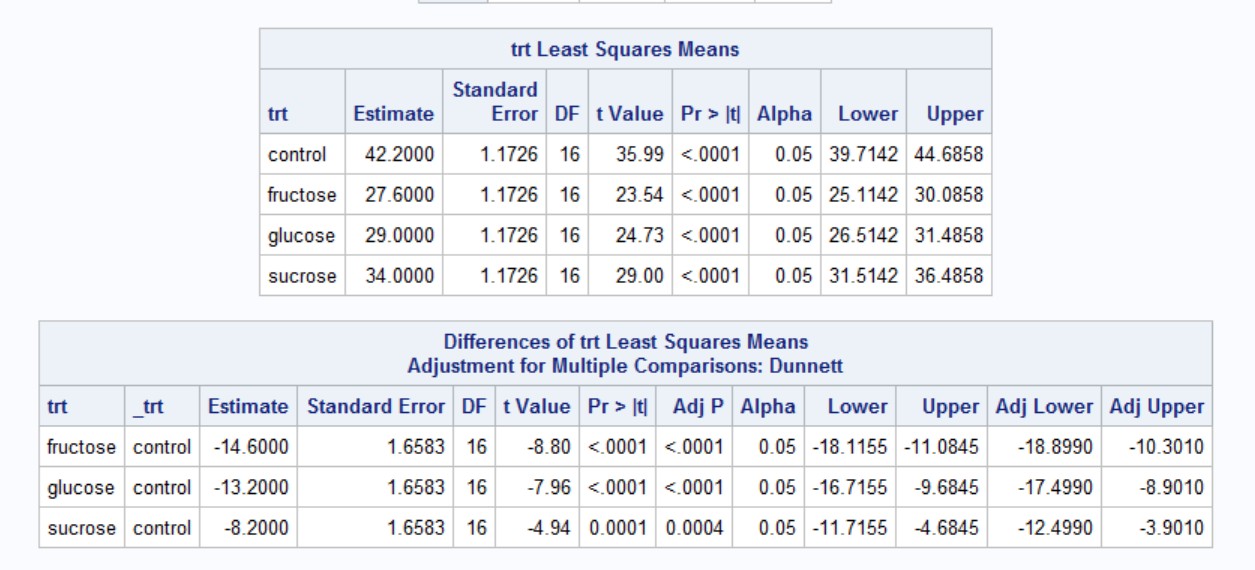 trt Least Squares Means
trt Estimate Standard Error DF t Value Pr > |t| Alpha Lower Upper
control 42.2000 1.1726 16 35.99 <.0001 0.05 39.7142 44.6858
fructose 27.6000 1.1726 16 23.54 <.0001 0.05 25.1142 30.0858
glucose 29.0000 1.1726 16 24.73 <.0001 0.05 26.5142 31.4858
sucrose 34.0000 1.1726 16 29.00 <.0001 0.05 31.5142 36.4858
Differences of trt Least Squares Means
Adjustment for Multiple Comparisons: Dunnett
trt _trt Estimate Standard Error DF t Value Pr > |t| Adj P Alpha Lower Upper Adj Lower Adj Upper
fructose control -14.6000 1.6583 16 -8.80 <.0001 <.0001 0.05 -18.1155 -11.0845 -18.8990 -10.3010
glucose control -13.2000 1.6583 16 -7.96 <.0001 <.0001 0.05 -16.7155 -9.6845 -17.4990 -8.9010
sucrose control -8.2000 1.6583 16 -4.94 0.0001 0.0004 0.05 -11.7155 -4.6845 -12.4990 -3.9010